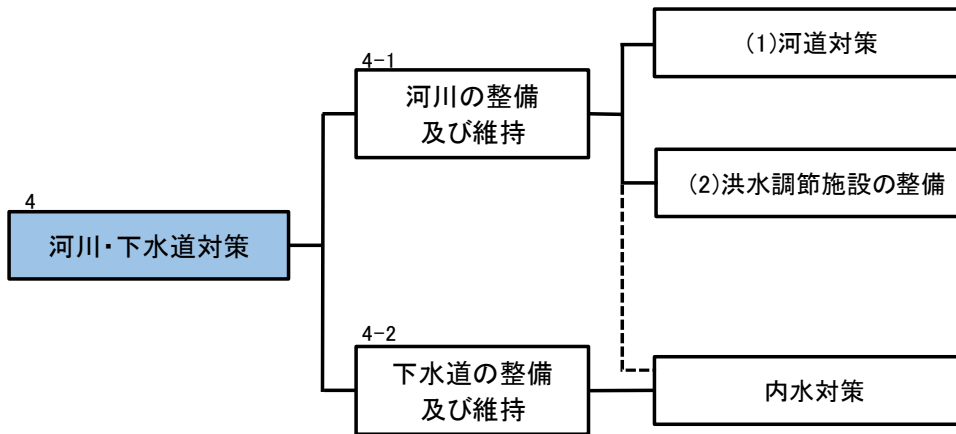 4
河川・下水道対策
4-1
河川の整備
及び維持
(1)河道対策
(2)洪水調節施設の整備
4-2
下水道の整備
及び維持
内水対策